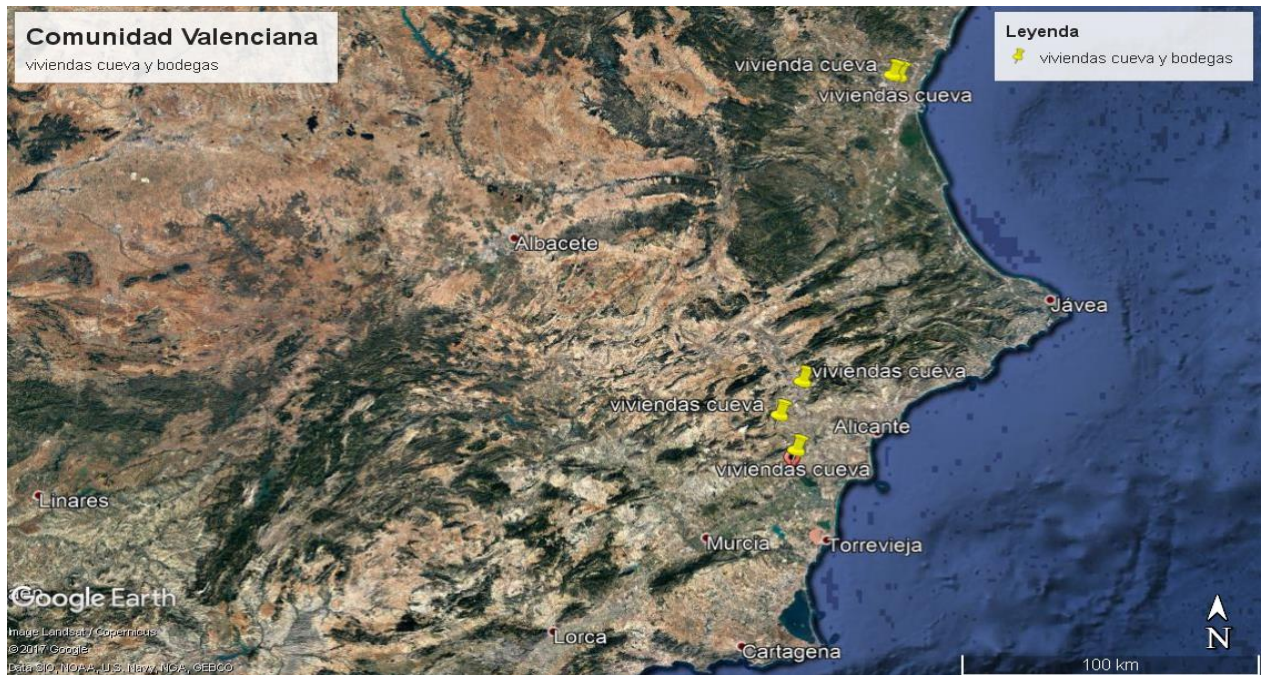 Comunidad Valenciana
viviendas cueva y bodegas
Leyenda
viviendas cueva y bodegas
vivienda cueva
viviendas cueva
Albacete
Jávea
viviendas cueva
viviendas cueva
Alicante
viviendas cueva
Linares
Murcia
Torrevieja
Google Earth
Image Landsat / Copernicus
Lorca
© 2017 Google
Cartagena
N
Data SIO, NOAA, U.S. Navy, NGA, GEBCO
100 km